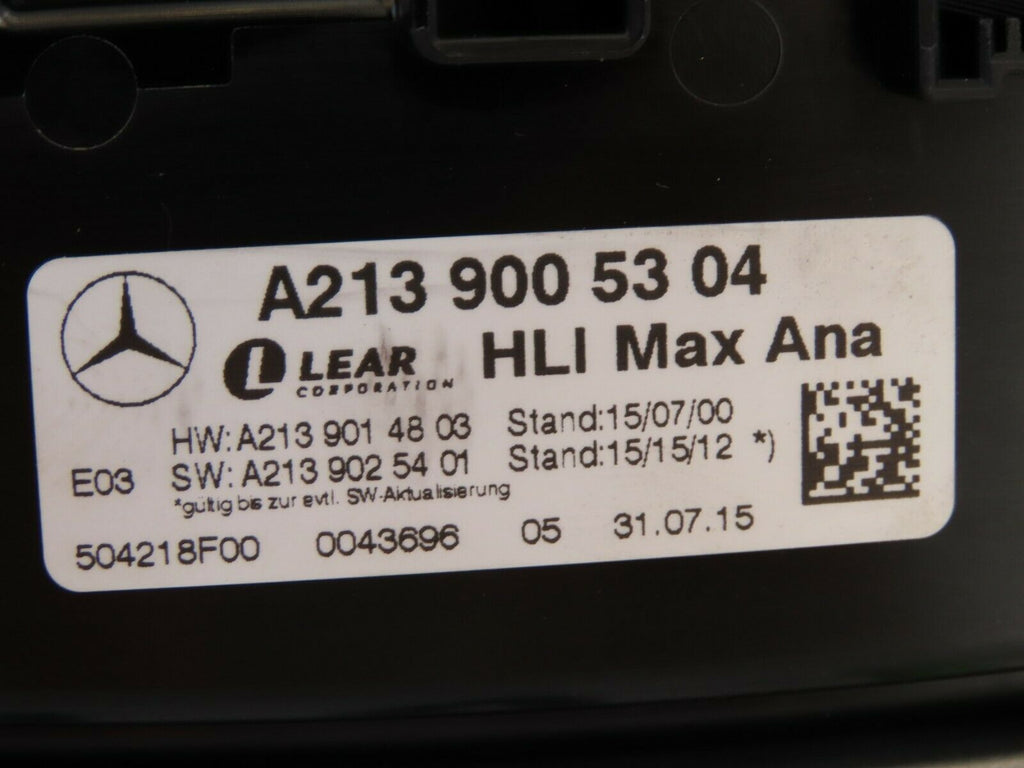 A213 900 53 04
LEAR
CORPORATION
HLI Max Ana
HW: A213 901 48 03 Stand:15/07/00
E03 SW: A213 902 54 01 Stand:15/15/12 *)
*gültig bis zur evtl. SW-Aktualisierung
504218F00 0043696 05 31.07.15